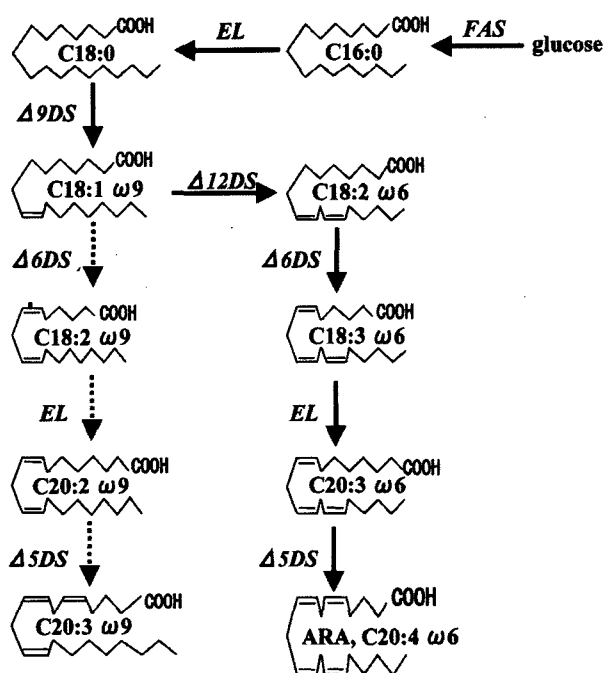 COOH EL COOH FAS
C18:0 C16:0 glucose
Δ9DS
COOH COOH
C18:1 ω9 Δ12DS C18:2 ω6
Δ6DS Δ6DS
COOH COOH
C18:2 ω9 C18:3 ω6
EL EL
COOH COOH
C20:2 ω9 C20:3 ω6
Δ5DS Δ5DS
COOH COOH
C20:3 ω9 ARA, C20:4 ω6